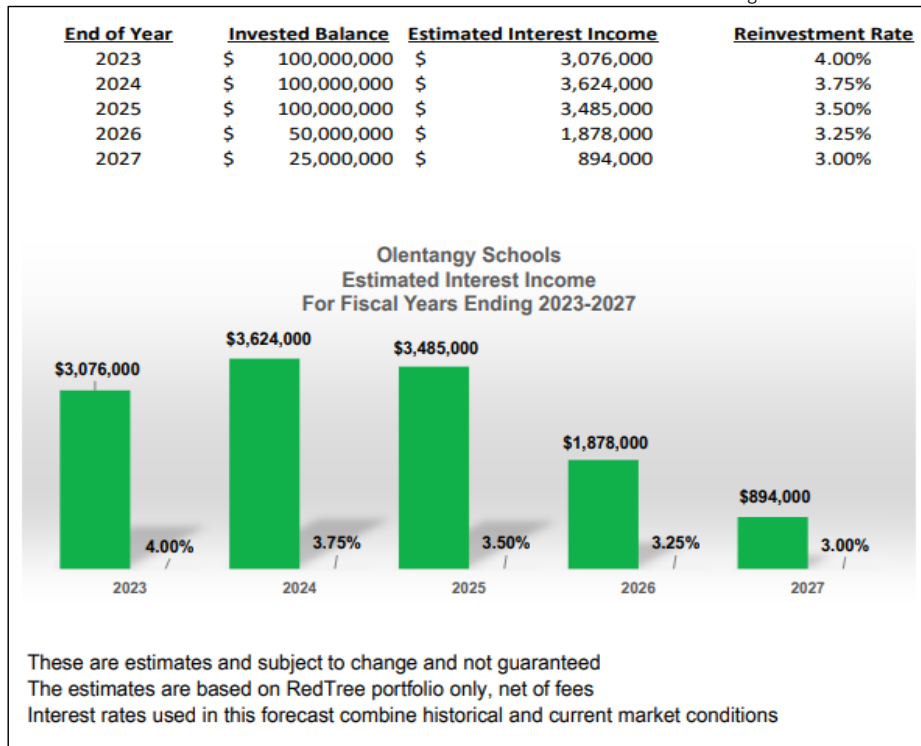 End of Year Invested Balance Estimated Interest Income Reinvestment Rate
2023 $ 100,000,000 $ 3,076,000 4.00%
2024 $ 100,000,000 $ 3,624,000 3.75%
2025 $ 100,000,000 $ 3,485,000 3.50%
2026 $ 50,000,000 $ 1,878,000 3.25%
2027 $ 25,000,000 $ 894,000 3.00%
Olentangy Schools
Estimated Interest Income
For Fiscal Years Ending 2023-2027
$3,076,000 $3,624,000 $3,485,000 $1,878,000 $894,000
4.00% 3.75% 3.50% 3.25% 3.00%
2023 2024 2025 2026 2027
These are estimates and subject to change and not guaranteed
The estimates are based on RedTree portfolio only, net of fees
Interest rates used in this forecast combine historical and current market conditions